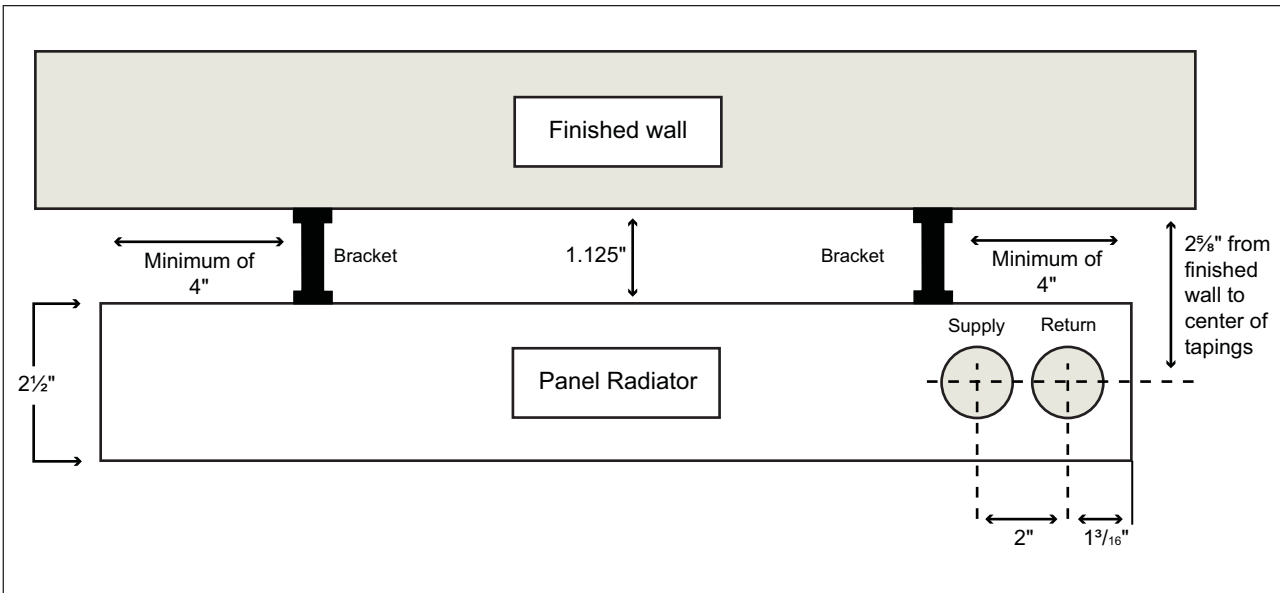 Finished wall
Minimum of
4"
Bracket
1.125"
Bracket
Minimum of
4"
2⅝" from
finished
wall to
center of
tapings
2½"
Panel Radiator
Supply
Return
2"
1³/₁₆"